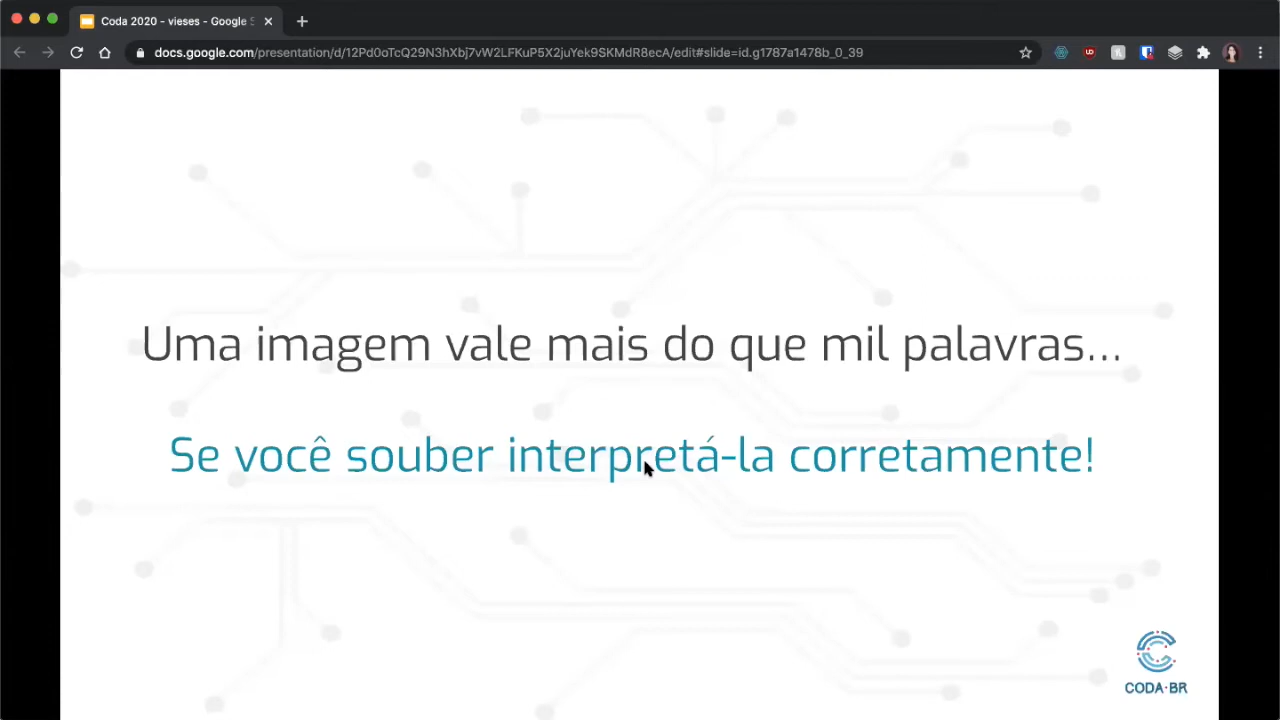 Coda 2020 - vieses - Google S
docs.google.com/presentation/d/12Pd0oTcQ29N3hXbj7vW2LFKuP5X2juYek9SKMdR8ecA/edit#slide=id.g1787a1478b_0_39
Uma imagem vale mais do que mil palavras...
Se você souber interpretá-la corretamente!
CODA·BR